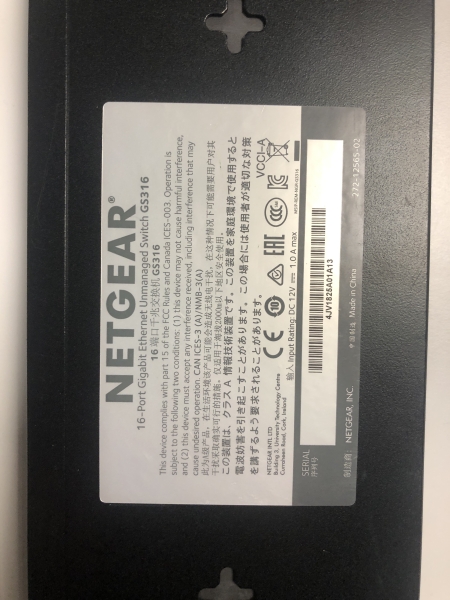 NETGEAR®
16-Port Gigabit Ethernet Unmanaged Switch GS316
16 端口千兆交换机 GS316
This device complies with part 15 of the FCC Rules and Canada ICES-003. Operation is
subject to the following two conditions: (1) this device may not cause harmful interference,
and (2) this device must accept any interference received, including interference that may
cause undesired operation. CAN ICES-3 (A)/NMB-3(A)
此为A级产品，在生活环境该产品可能会造成无线电干扰。在这种情况下可能需要用户对其
干扰采取确实可行的措施。仅适用于海拔2000m以下地区安全使用。
この装置は、クラス A 情報技術装置です。この装置を家庭環境で使用すると
電波妨害を引き起こすことがあります。この場合には使用者が適切な対策
を講ずるよう要求されることがあります。
VCCI-A
CE
10
EAC
CCC
NETGEAR INT'L LTD
Building 3, University Technology Centre
Curraheen Road, Cork, Ireland
输入 Input Rating: DC 12V ⎓ 1.0 A max
SERIAL
序列号
4JV1825A01A13
制造商: NETGEAR, INC.
中国制造 Made in China
272-12565-02